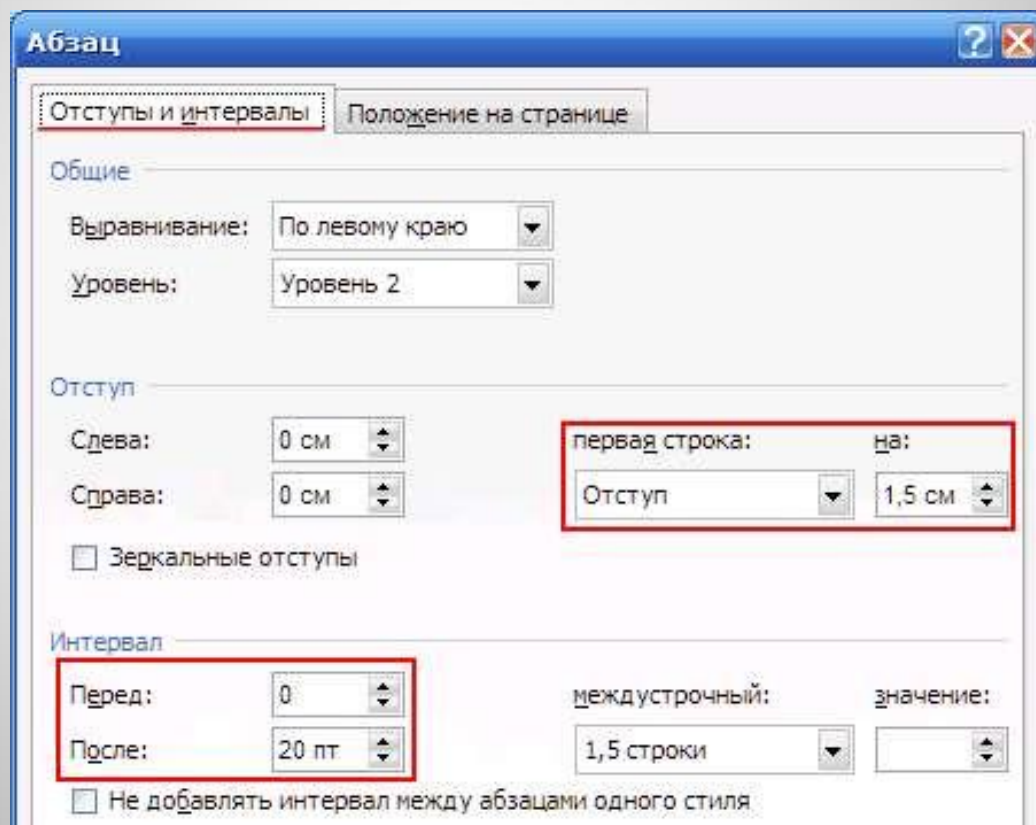 Абзац
Отступы и интервалы Положение на странице
Общие
Выравнивание: По левому краю
Уровень: Уровень 2
Отступ
Слева: 0 см первая строка: на:
Справа: 0 см Отступ 1,5 см
Зеркальные отступы
Интервал
Перед: 0 междустрочный: значение:
После: 20 пт 1,5 строки
Не добавлять интервал между абзацами одного стиля